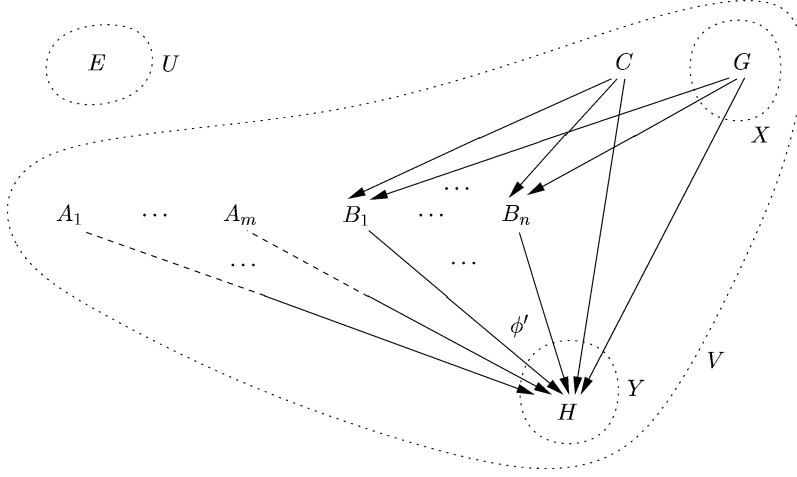 E U C G
X
A₁ ⋯ Aₘ B₁ ⋯ ⋯ Bₙ
⋯ ⋯
ϕ′
V
Y
H